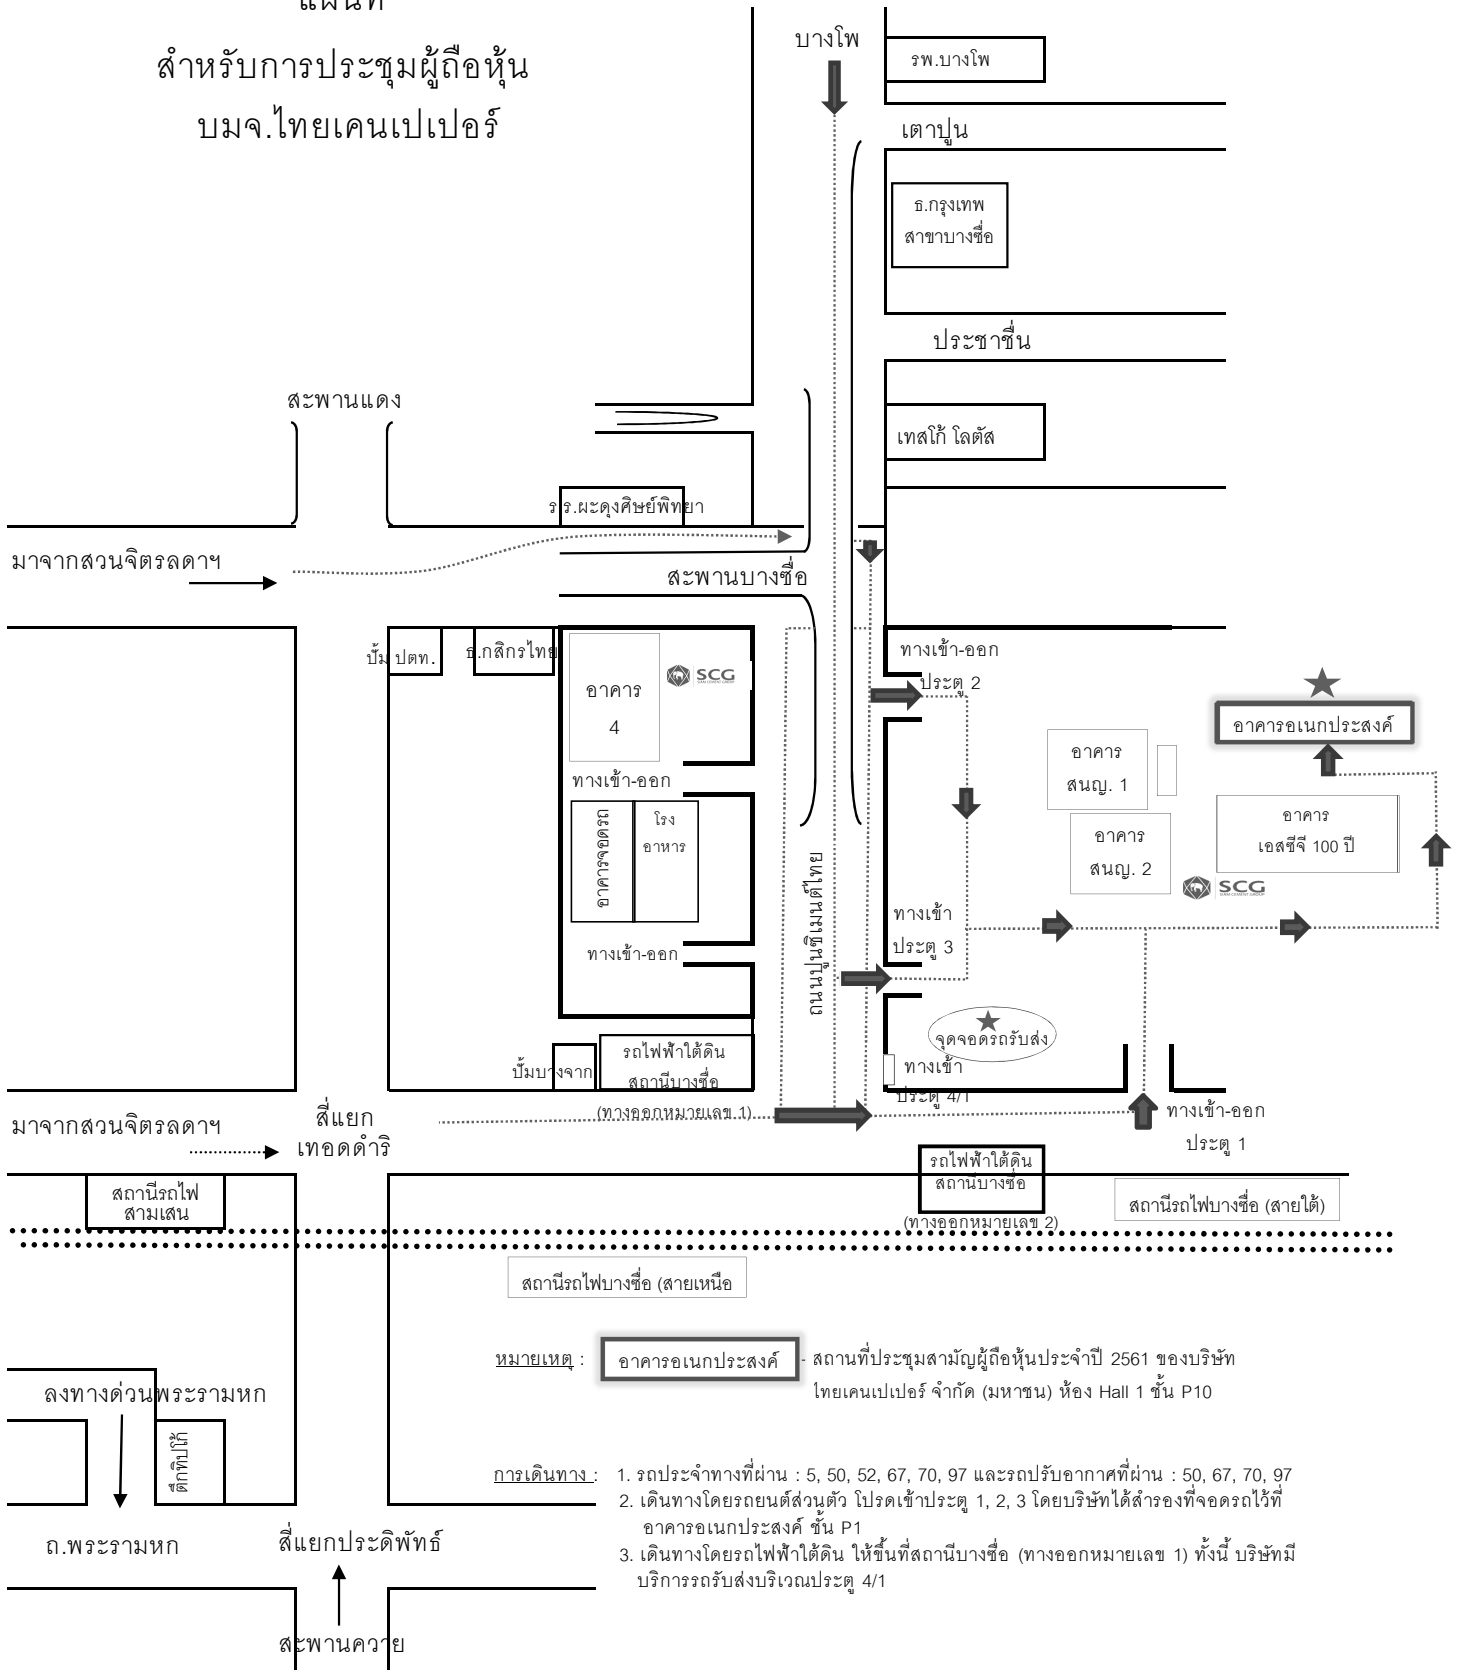 แผนที่
สำหรับการประชุมผู้ถือหุ้น
บมจ.ไทยเคนเปเปอร์
บางโพ
รพ.บางโพ
เตาปูน
ธ.กรุงเทพ
สาขาบางซื่อ
ประชาชื่น
สะพานแดง
เทสโก้ โลตัส
ร.ร.ผะดุงศิษย์พิทยา
มาจากสวนจิตรลดาฯ
สะพานบางซื่อ
ปั๊ม ปตท.
ธ.กสิกรไทย
อาคาร
4
SCG
ทางเข้า-ออก
ประตู 2
อาคารอเนกประสงค์
อาคาร
สนญ. 1
ทางเข้า-ออก
อาคารจอดรถ
โรง
อาหาร
อาคาร
สนญ. 2
อาคาร
เอสซีจี 100 ปี
SCG
ถนนปูนซิเมนต์ไทย
ทางเข้า
ประตู 3
ทางเข้า-ออก
จุดจอดรถรับส่ง
ปั๊มบางจาก
รถไฟฟ้าใต้ดิน
สถานีบางซื่อ
(ทางออกหมายเลข 1)
ทางเข้า
ประตู 4/1
มาจากสวนจิตรลดาฯ
สี่แยก
เทอดดำริ
ทางเข้า-ออก
ประตู 1
รถไฟฟ้าใต้ดิน
สถานีบางซื่อ
(ทางออกหมายเลข 2)
สถานีรถไฟ
สามเสน
สถานีรถไฟบางซื่อ (สายใต้)
สถานีรถไฟบางซื่อ (สายเหนือ
หมายเหตุ : อาคารอเนกประสงค์ - สถานที่ประชุมสามัญผู้ถือหุ้นประจำปี 2561 ของบริษัท
ไทยเคนเปเปอร์ จำกัด (มหาชน) ห้อง Hall 1 ชั้น P10
ลงทางด่วนพระรามหก
ตึกทิปโก้
การเดินทาง : 1. รถประจำทางที่ผ่าน : 5, 50, 52, 67, 70, 97 และรถปรับอากาศที่ผ่าน : 50, 67, 70, 97
2. เดินทางโดยรถยนต์ส่วนตัว โปรดเข้าประตู 1, 2, 3 โดยบริษัทได้สำรองที่จอดรถไว้ที่
อาคารอเนกประสงค์ ชั้น P1
3. เดินทางโดยรถไฟฟ้าใต้ดิน ให้ขึ้นที่สถานีบางซื่อ (ทางออกหมายเลข 1) ทั้งนี้ บริษัทมี
บริการรถรับส่งบริเวณประตู 4/1
ถ.พระรามหก
สี่แยกประดิพัทธ์
สะพานควาย